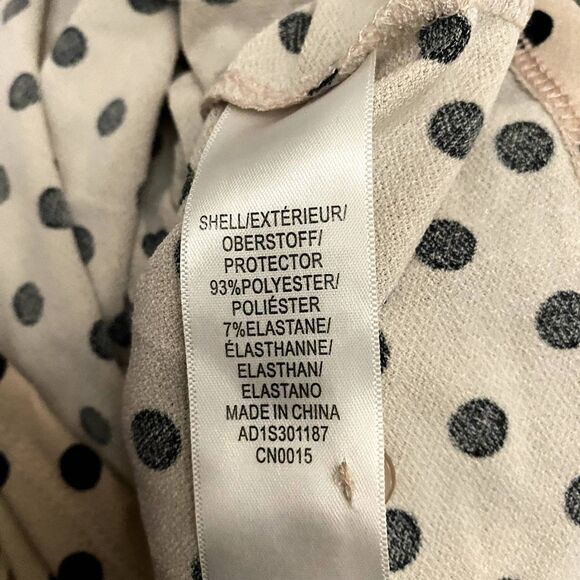 SHELL/EXTÉRIEUR/
OBERSTOFF/
PROTECTOR
93%POLYESTER/
POLIÉSTER
7%ELASTANE/
ÉLASTHANNE/
ELASTHAN/
ELASTANO
MADE IN CHINA
AD1S301187
CN0015